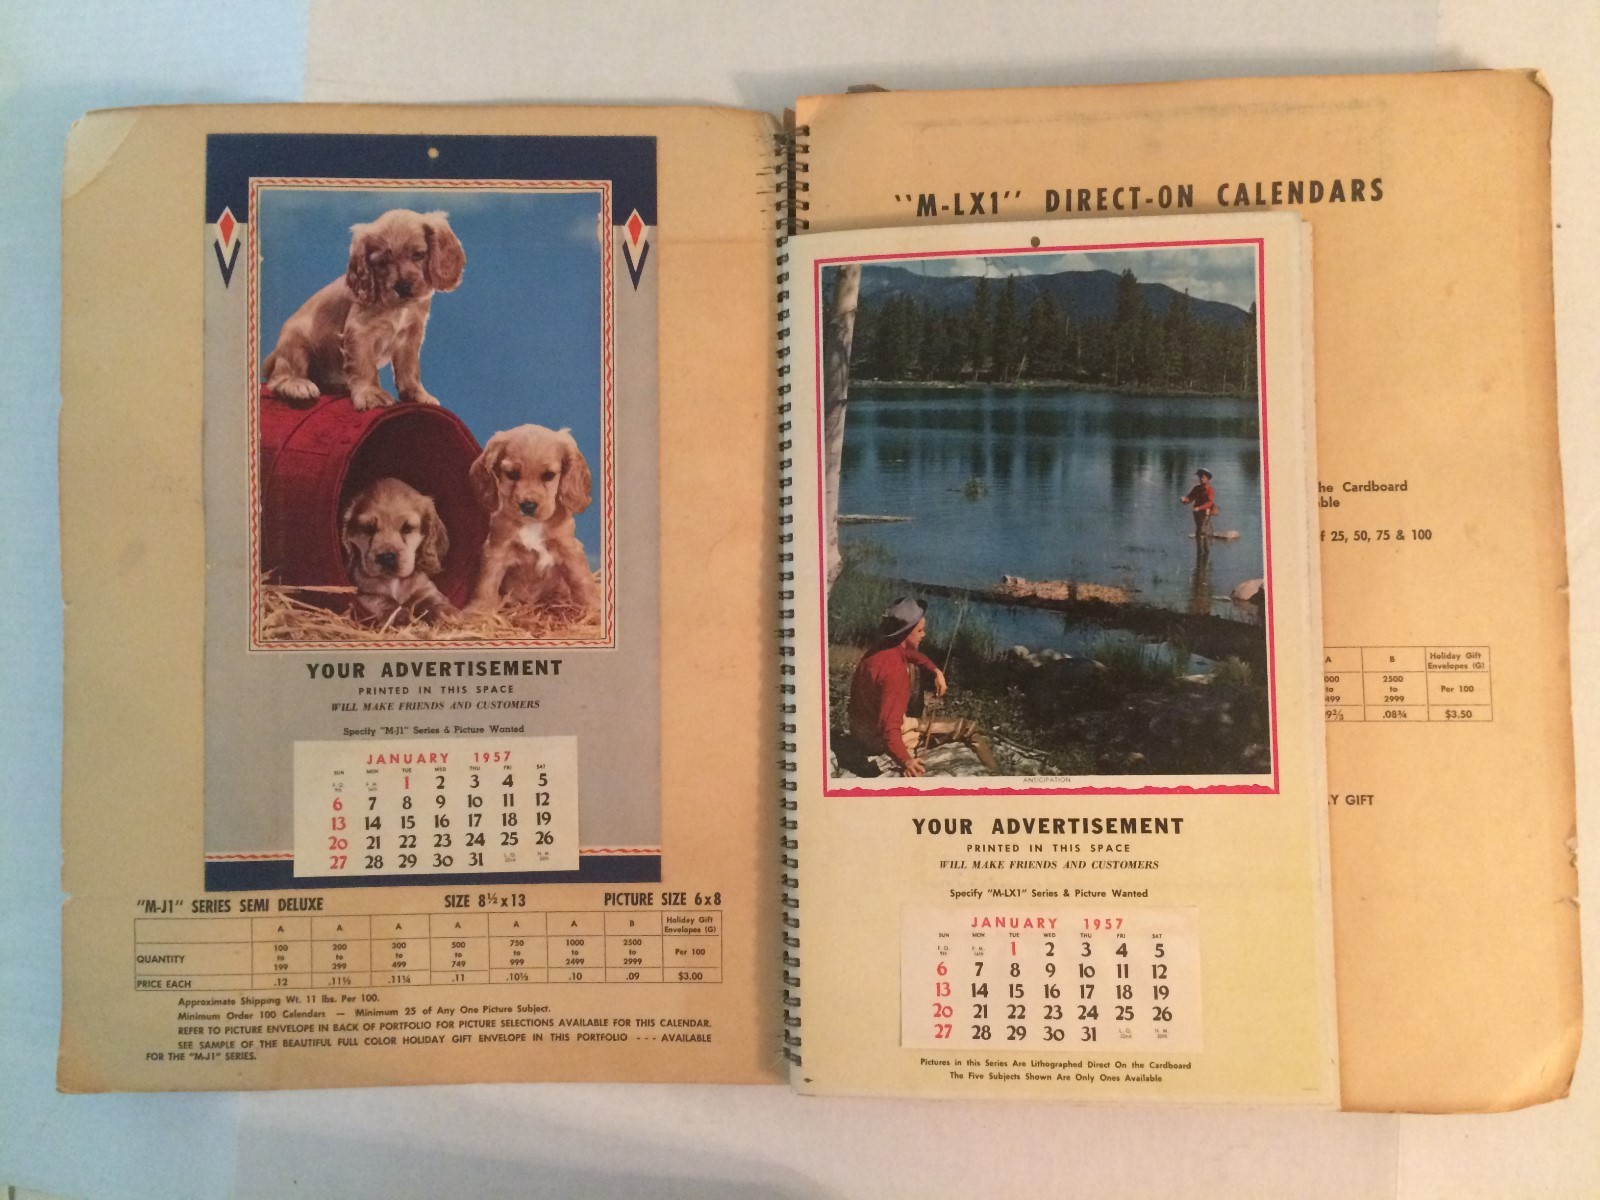 YOUR ADVERTISEMENT
PRINTED IN THIS SPACE
WILL MAKE FRIENDS AND CUSTOMERS
Specify "M-J1" Series & Picture Wanted
JANUARY 1957
SUN MON TUE WED THU FRI SAT
1 2 3 4 5
6 7 8 9 10 11 12
13 14 15 16 17 18 19
20 21 22 23 24 25 26
27 28 29 30 31
"M-J1" SERIES SEMI DELUXE SIZE 8½x13 PICTURE SIZE 6x8
A A A A A A B Holiday Gift Envelopes (G)
QUANTITY 100 to 199 200 to 299 300 to 499 500 to 749 750 to 999 1000 to 2499 2500 to 2999 Per 100
PRICE EACH .12 .11½ .11¼ .11 .10½ .10 .09 $3.00
Approximate Shipping Wt. 11 lbs. Per 100.
Minimum Order 100 Calendars — Minimum 25 of Any One Picture Subject.
REFER TO PICTURE ENVELOPE IN BACK OF PORTFOLIO FOR PICTURE SELECTIONS AVAILABLE FOR THIS CALENDAR.
SEE SAMPLE OF THE BEAUTIFUL FULL COLOR HOLIDAY GIFT ENVELOPE IN THIS PORTFOLIO - - - AVAILABLE
FOR THE "M-J1" SERIES.
"M-LX1" DIRECT-ON CALENDARS
ANTICIPATION
YOUR ADVERTISEMENT
PRINTED IN THIS SPACE
WILL MAKE FRIENDS AND CUSTOMERS
Specify "M-LX1" Series & Picture Wanted
JANUARY 1957
SUN MON TUE WED THU FRI SAT
1 2 3 4 5
6 7 8 9 10 11 12
13 14 15 16 17 18 19
20 21 22 23 24 25 26
27 28 29 30 31
Pictures in this Series Are Lithographed Direct On the Cardboard
The Five Subjects Shown Are Only Ones Available
he Cardboard
ble
f 25, 50, 75 & 100
A B Holiday Gift Envelopes (G)
000 to 499 2500 to 2999 Per 100
9⅔ .08¾ $3.50
Y GIFT